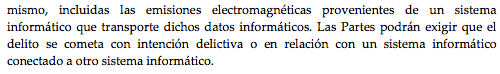 mismo, incluidas las emisiones electromagnéticas provenientes de un sistema
informático que transporte dichos datos informáticos. Las Partes podrán exigir que el
delito se cometa con intención delictiva o en relación con un sistema informático
conectado a otro sistema informático.